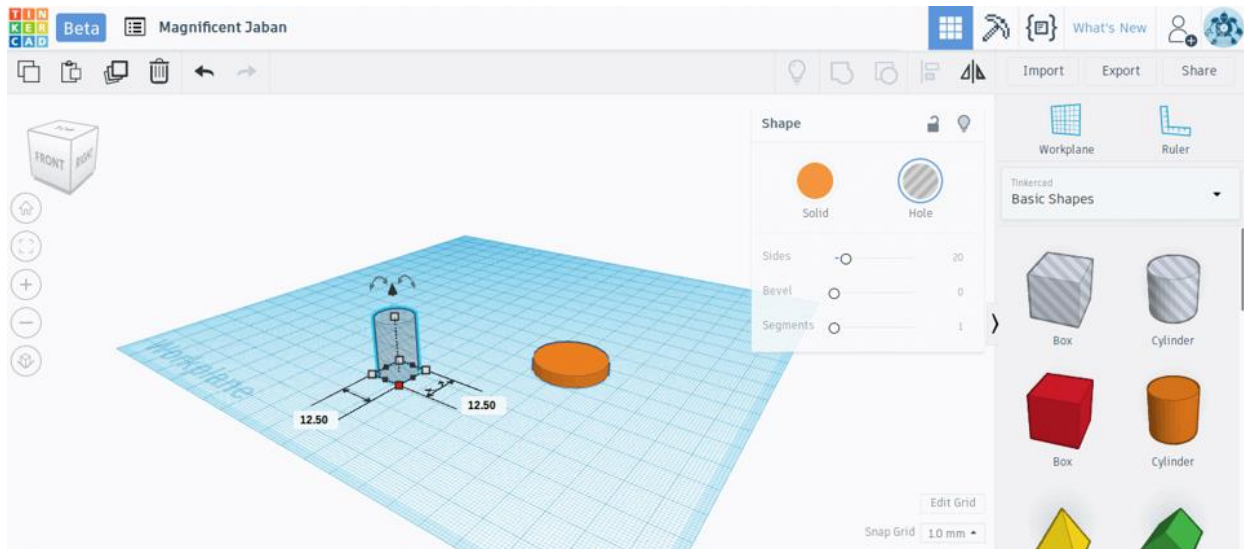 TIN
KER
CAD
Beta
Magnificent Jaban
What's New
Import
Export
Share
TOP
FRONT
RIGHT
Shape
Solid
Hole
Sides
20
Bevel
0
Segments
1
Workplane
Ruler
Tinkercad
Basic Shapes
Box
Cylinder
Box
Cylinder
Workplane
12.50
12.50
Edit Grid
Snap Grid
1.0 mm